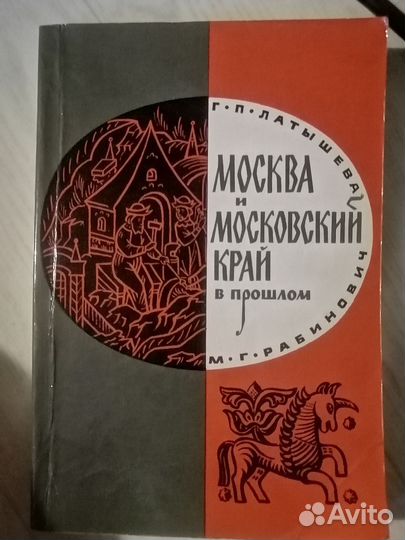 Г·П·ЛАТЫШЕВА
МОСКВА
и
МОСКОВСКИЙ
КРАЙ
в прошлом
М·Г·РАБИНОВИЧ
Avito